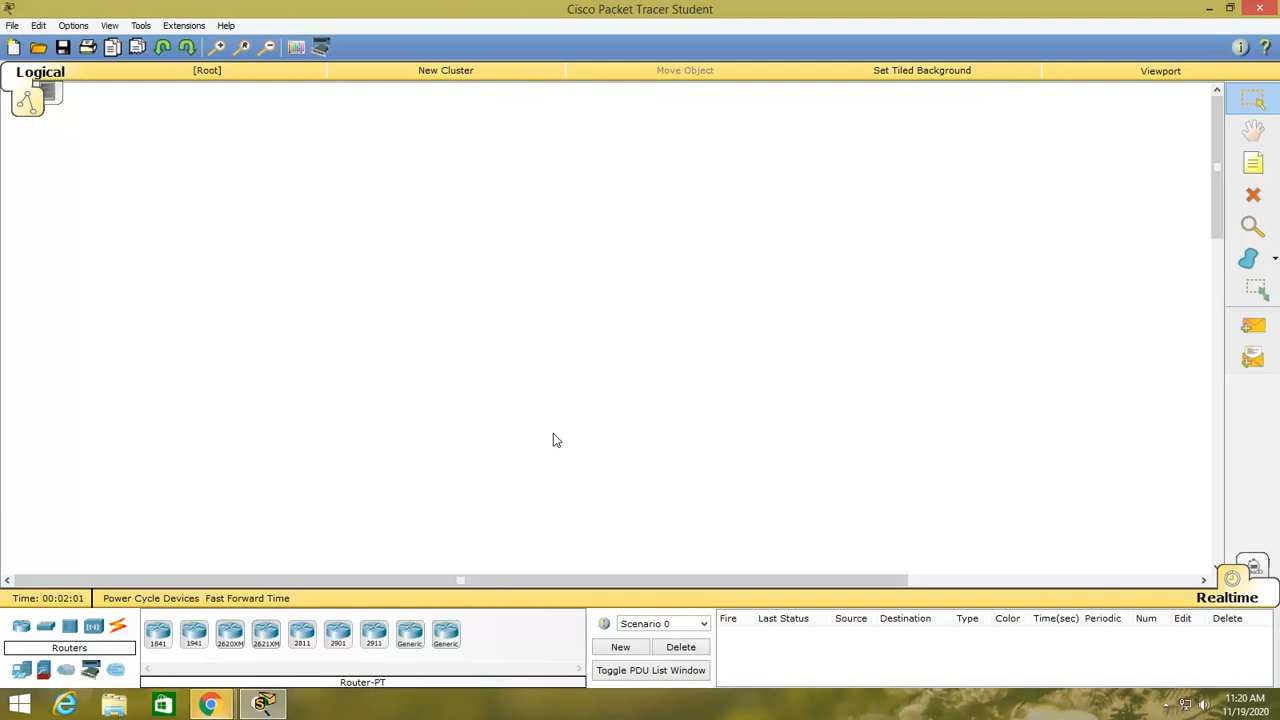 Cisco Packet Tracer Student
File Edit Options View Tools Extensions Help
Logical [Root] New Cluster Move Object Set Tiled Background Viewport
Time: 00:02:01 Power Cycle Devices Fast Forward Time
Realtime
1841 1941 2620XM 2621XM 2811 2901 2911 Generic Generic
Routers
Router-PT
Scenario 0
New Delete
Toggle PDU List Window
Fire Last Status Source Destination Type Color Time(sec) Periodic Num Edit Delete
11:20 AM
11/19/2020